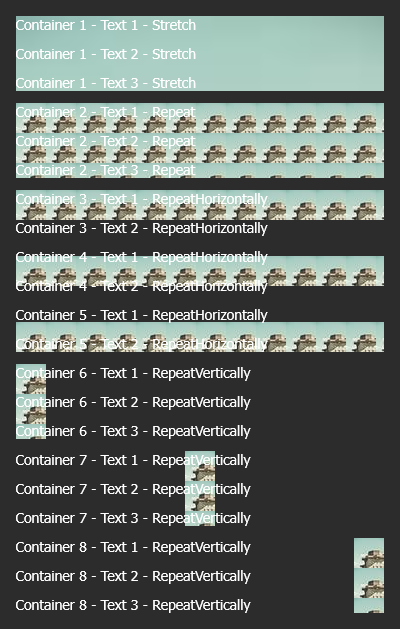 Container 1 - Text 1 - Stretch
Container 1 - Text 2 - Stretch
Container 1 - Text 3 - Stretch
Container 2 - Text 1 - Repeat
Container 2 - Text 2 - Repeat
Container 2 - Text 3 - Repeat
Container 3 - Text 1 - RepeatHorizontally
Container 3 - Text 2 - RepeatHorizontally
Container 4 - Text 1 - RepeatHorizontally
Container 4 - Text 2 - RepeatHorizontally
Container 5 - Text 1 - RepeatHorizontally
Container 5 - Text 2 - RepeatHorizontally
Container 6 - Text 1 - RepeatVertically
Container 6 - Text 2 - RepeatVertically
Container 6 - Text 3 - RepeatVertically
Container 7 - Text 1 - RepeatVertically
Container 7 - Text 2 - RepeatVertically
Container 7 - Text 3 - RepeatVertically
Container 8 - Text 1 - RepeatVertically
Container 8 - Text 2 - RepeatVertically
Container 8 - Text 3 - RepeatVertically